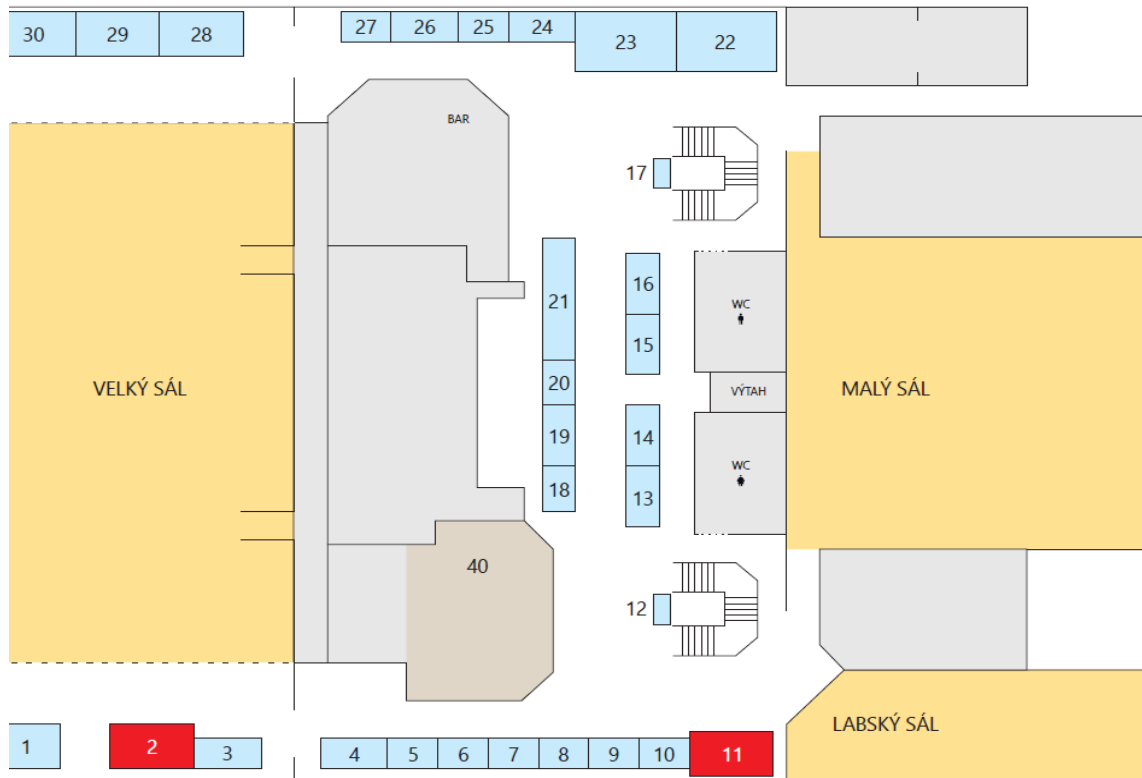 30 29 28 27 26 25 24 23 22
BAR
17
21 16 WC
15
20 VÝTAH
VELKÝ SÁL MALÝ SÁL
19 14 WC
18 13
40
12
LABSKÝ SÁL
1 2 3 4 5 6 7 8 9 10 11